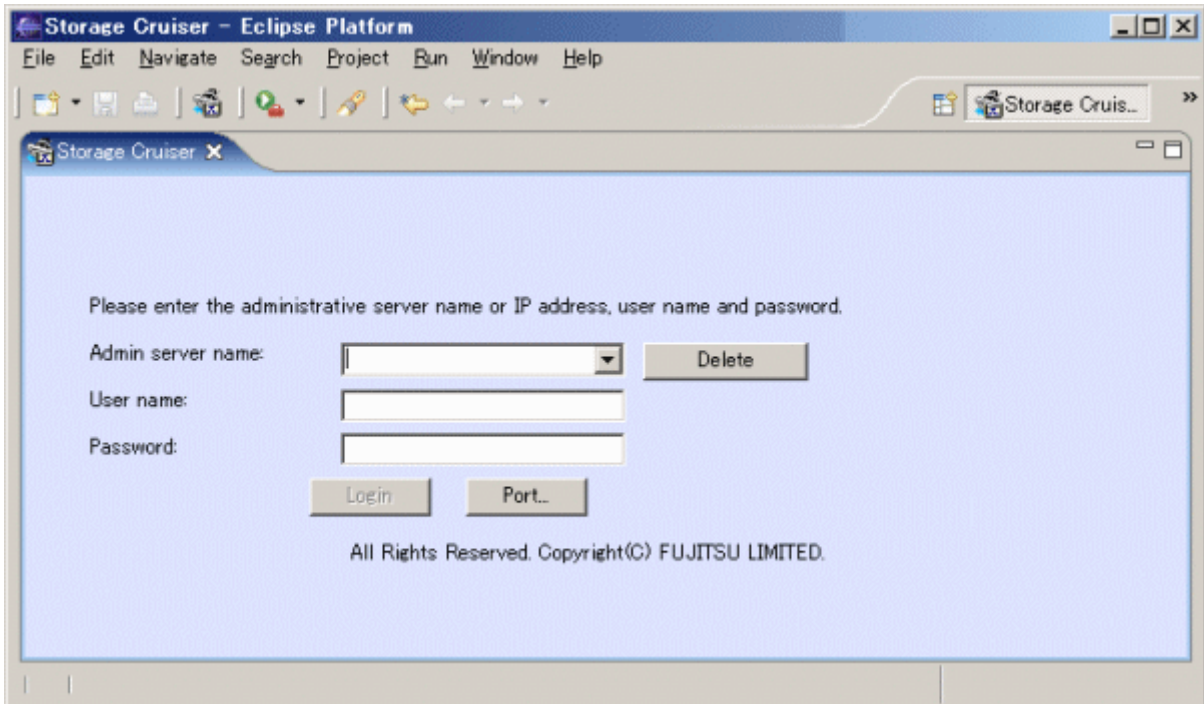 Storage Cruiser - Eclipse Platform
File Edit Navigate Search Project Run Window Help
Storage Cruis...
Storage Cruiser
Please enter the administrative server name or IP address, user name and password.
Admin server name:
Delete
User name:
Password:
Login Port...
All Rights Reserved. Copyright(C) FUJITSU LIMITED.